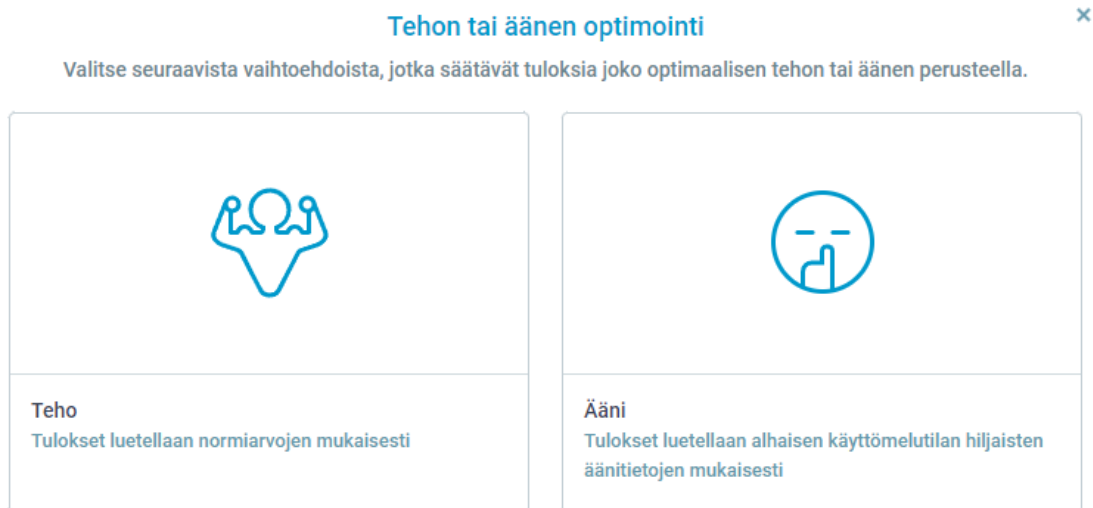 Tehon tai äänen optimointi
×
Valitse seuraavista vaihtoehdoista, jotka säätävät tuloksia joko optimaalisen tehon tai äänen perusteella.
Teho
Tulokset luetellaan normiarvojen mukaisesti
Ääni
Tulokset luetellaan alhaisen käyttömelutilan hiljaisten
äänitietojen mukaisesti